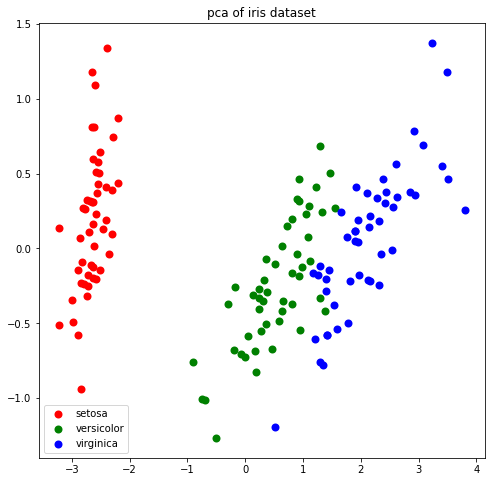 pca of iris dataset
1.5
1.0
0.5
0.0
−0.5
−1.0
setosa
versicolor
virginica
−3 −2 −1 0 1 2 3 4